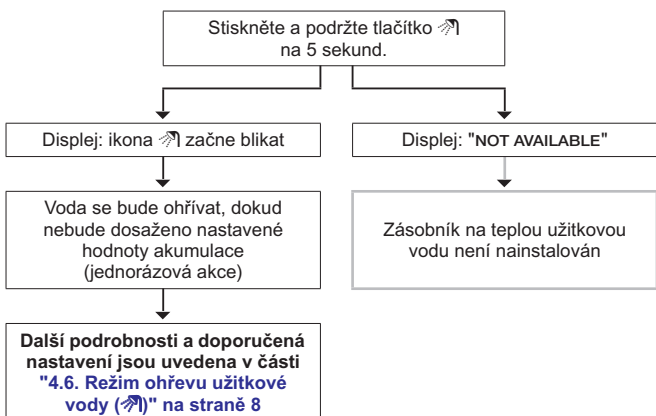 Stiskněte a podržte tlačítko
na 5 sekund.
Displej: ikona začne blikat
Displej: "NOT AVAILABLE"
Voda se bude ohřívat, dokud
nebude dosaženo nastavené
hodnoty akumulace
(jednorázová akce)
Zásobník na teplou užitkovou
vodu není nainstalován
Další podrobnosti a doporučená
nastavení jsou uvedena v části
"4.6. Režim ohřevu užitkové
vody ()" na straně 8